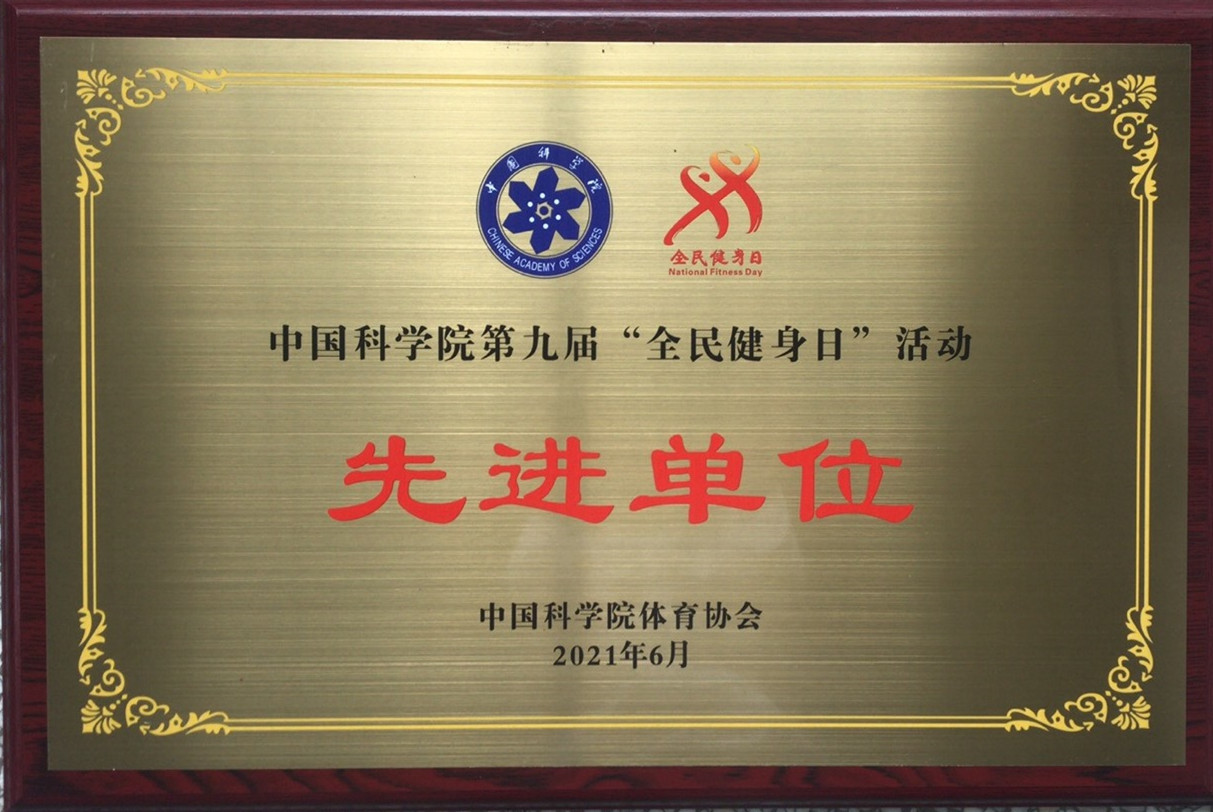 中国科学院
CHINESE ACADEMY OF SCIENCES
全民健身日
National Fitness Day
中国科学院第九届“全民健身日”活动
先进单位
中国科学院体育协会
2021年6月